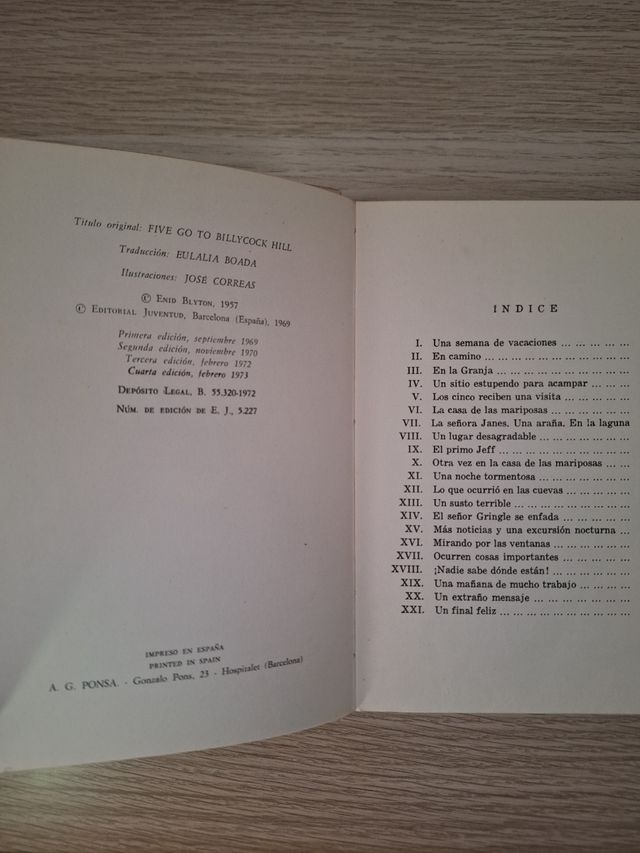 Título original: FIVE GO TO BILLYCOCK HILL
Traducción: EULALIA BOADA
Ilustraciones: JOSÉ CORREAS
© ENID BLYTON, 1957
© EDITORIAL JUVENTUD, Barcelona (España), 1969
Primera edición, septiembre 1969
Segunda edición, noviembre 1970
Tercera edición, febrero 1972
Cuarta edición, febrero 1973
DEPÓSITO LEGAL, B. 55.320-1972
NÚM. DE EDICIÓN DE E. J., 5.227
IMPRESO EN ESPAÑA
PRINTED IN SPAIN
A. G. PONSA. - Gonzalo Pons, 23 - Hospitalet (Barcelona)
INDICE
I. Una semana de vacaciones ... ... ... ...
II. En camino ... ... ... ... ... ... ... ...
III. En la Granja ... ... ... ... ... ... ...
IV. Un sitio estupendo para acampar ... ...
V. Los cinco reciben una visita ... ... ...
VI. La casa de las mariposas ... ... ... ...
VII. La señora Janes. Una araña. En la laguna
VIII. Un lugar desagradable ... ... ... ... ...
IX. El primo Jeff ... ... ... ... ... ... ...
X. Otra vez en la casa de las mariposas ... ...
XI. Una noche tormentosa ... ... ... ... ...
XII. Lo que ocurrió en las cuevas ... ... ...
XIII. Un susto terrible ... ... ... ... ... ...
XIV. El señor Gringle se enfada ... ... ... ...
XV. Más noticias y una excursión nocturna ...
XVI. Mirando por las ventanas ... ... ... ...
XVII. Ocurren cosas importantes ... ... ... ...
XVIII. ¡Nadie sabe dónde están! ... ... ... ...
XIX. Una mañana de mucho trabajo ... ... ...
XX. Un extraño mensaje ... ... ... ... ...
XXI. Un final feliz ... ... ... ... ... ... ...